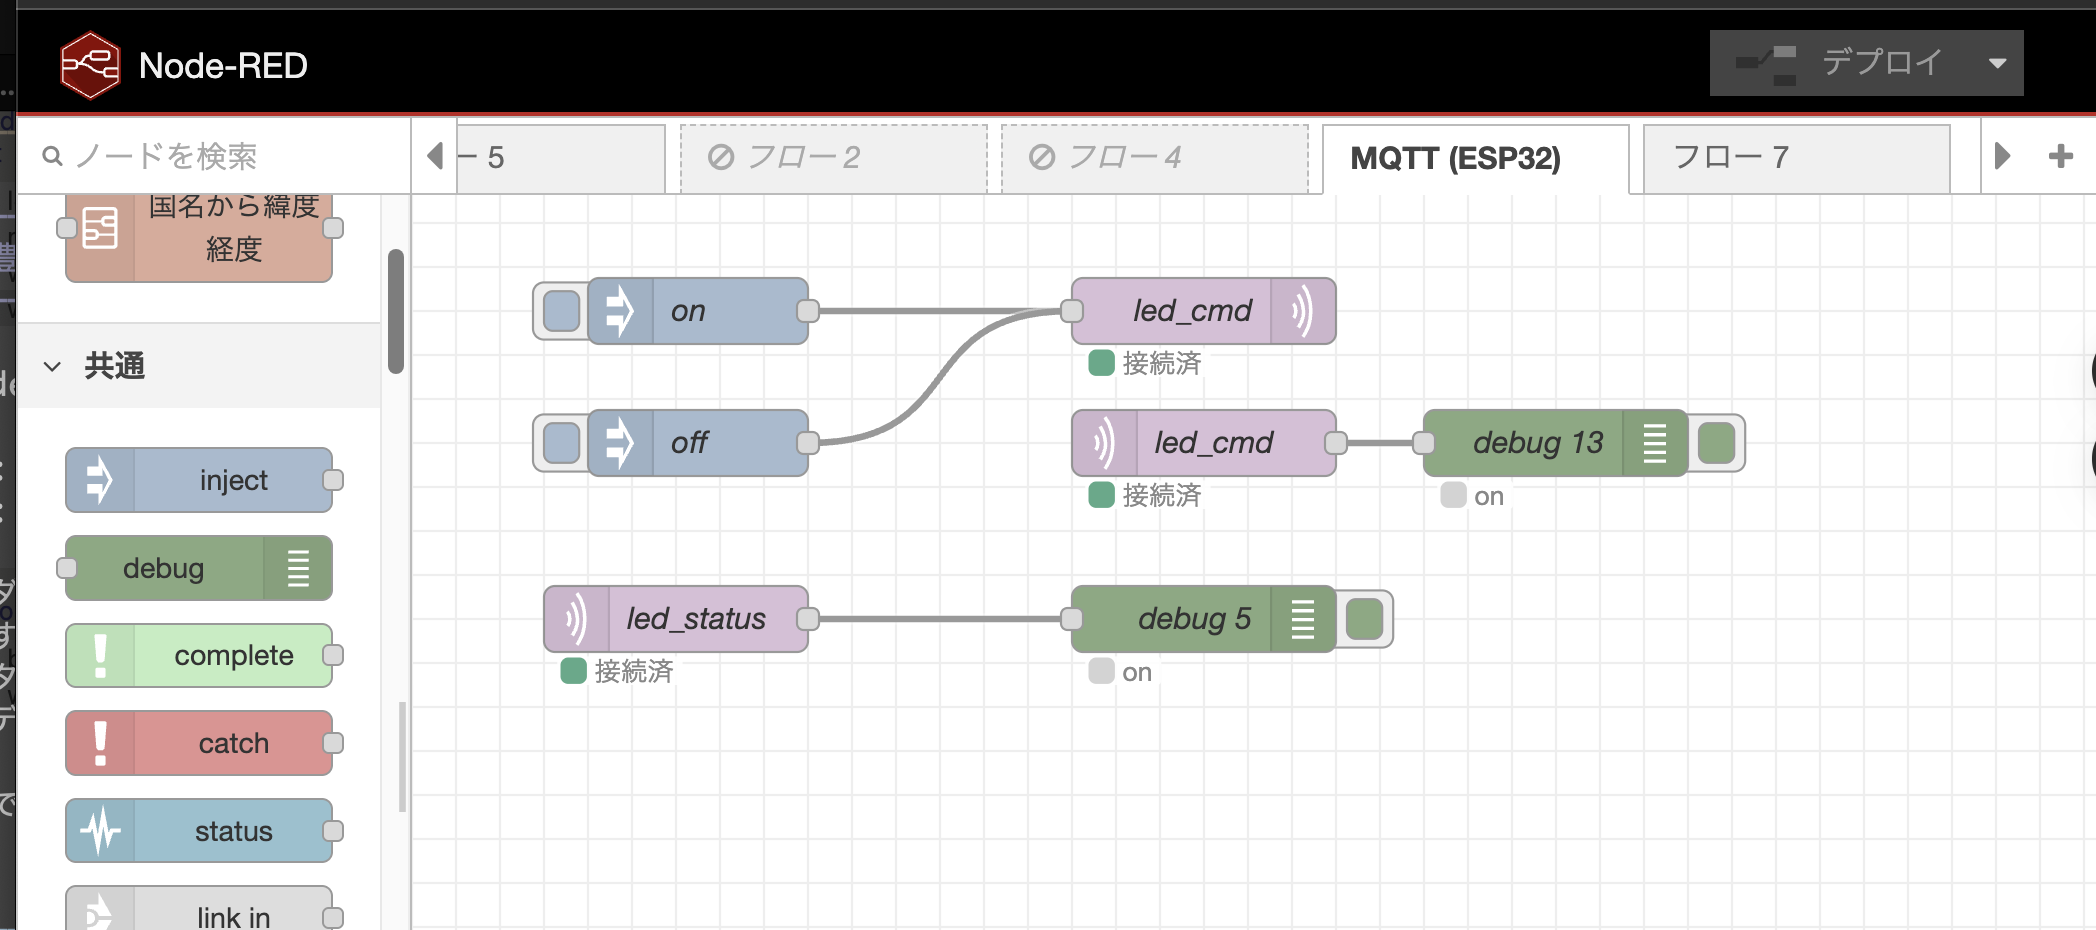 Node-RED
デプロイ
ノードを検索
ー 5
フロー 2
フロー 4
MQTT (ESP32)
フロー 7
国名から緯度
経度
共通
inject
debug
complete
catch
status
link in
on
led_cmd
接続済
off
led_cmd
debug 13
接続済
on
led_status
debug 5
接続済
on